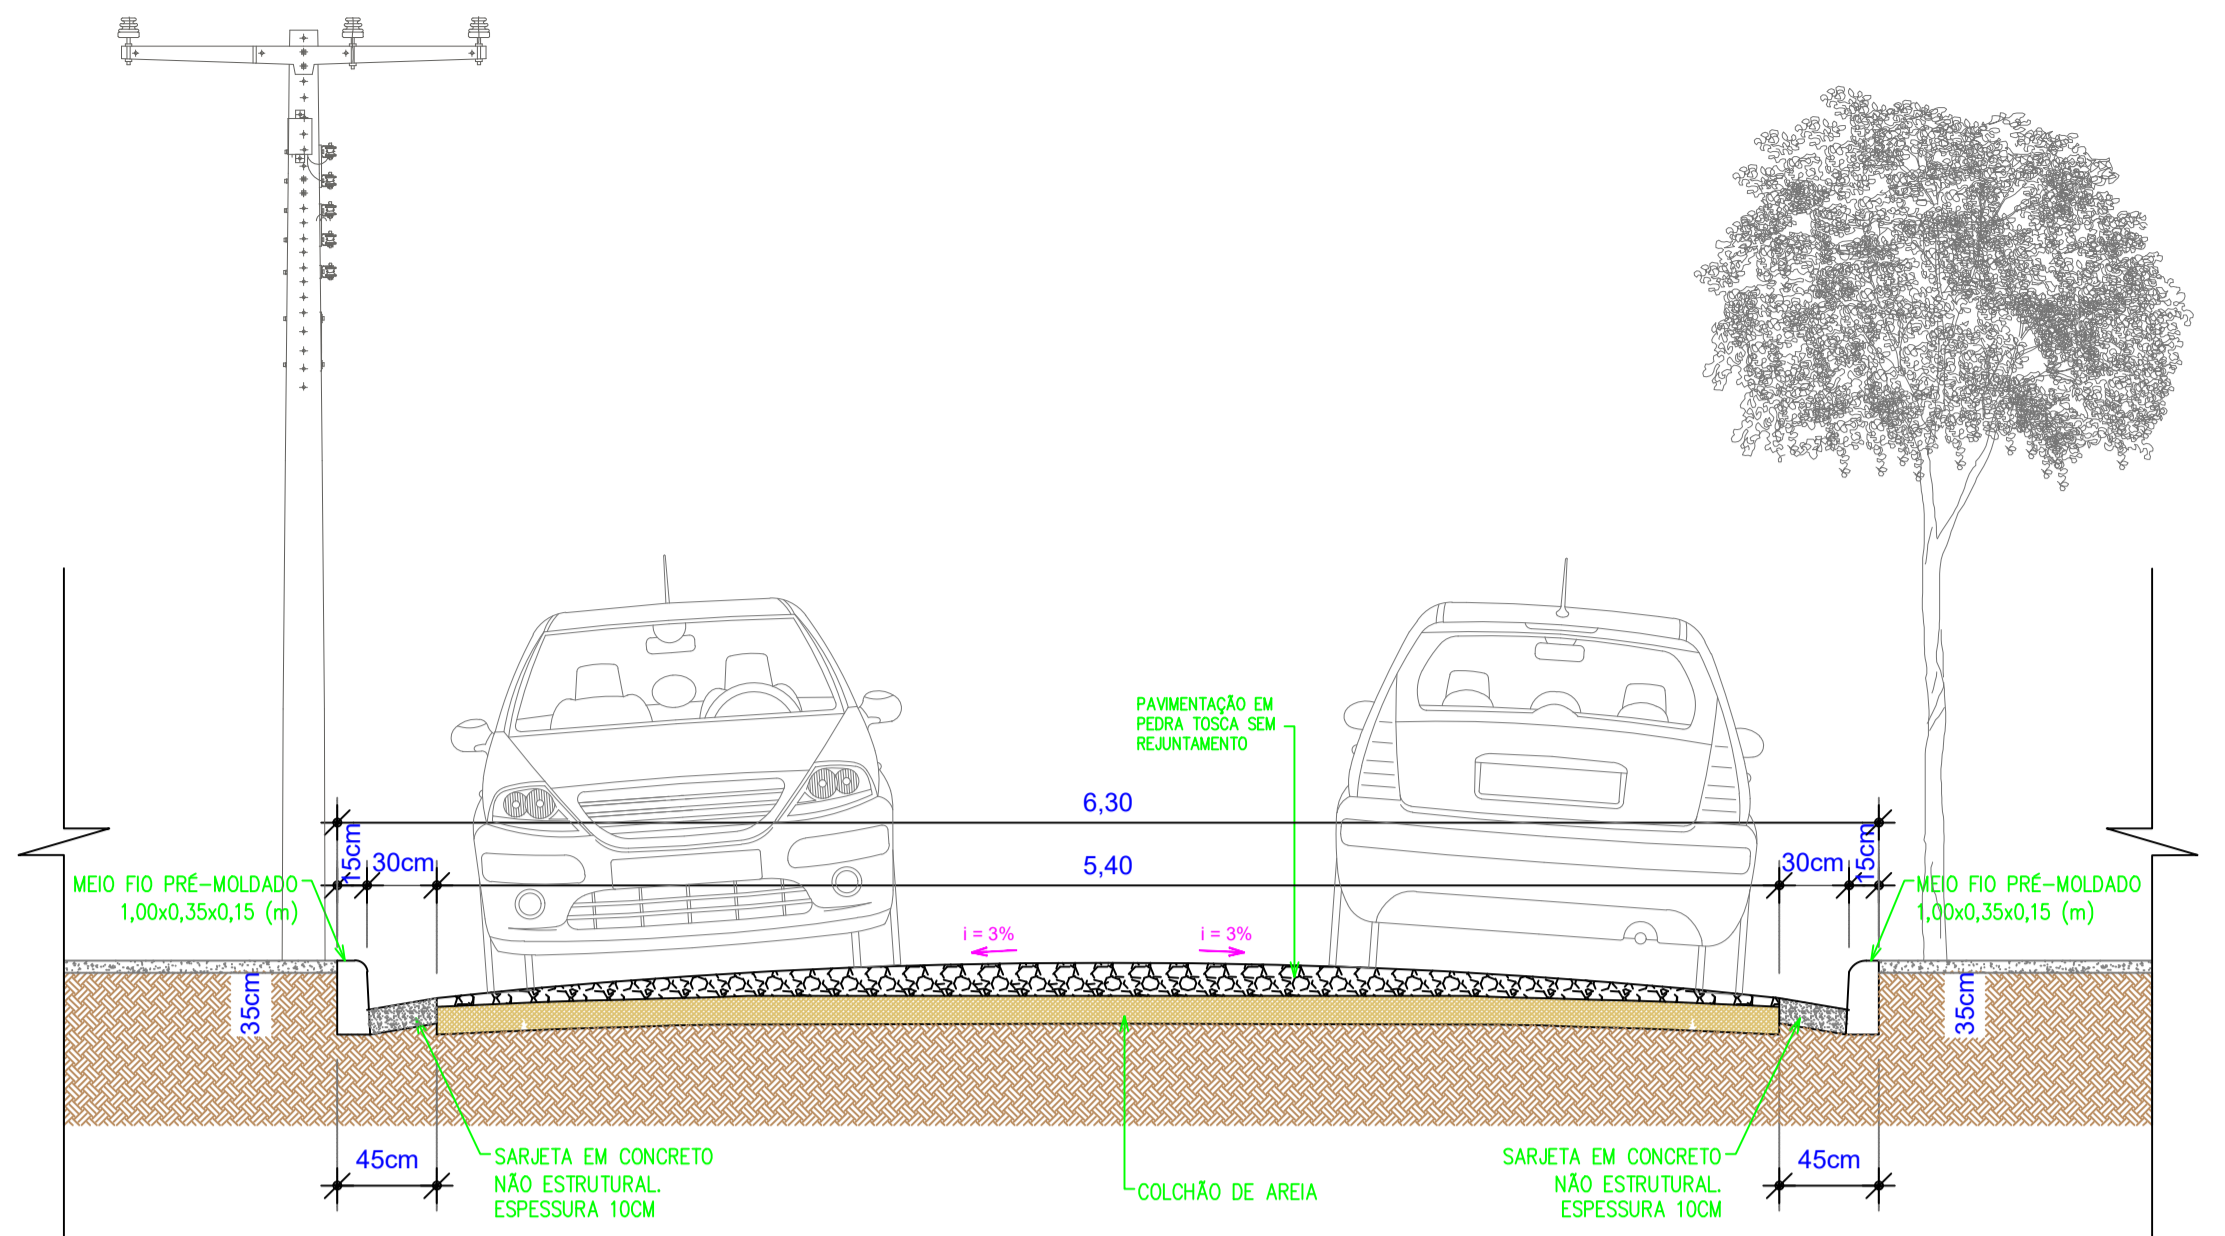 PAVIMENTAÇÃO EM
PEDRA TOSCA SEM
REJUNTAMENTO
6,30
15cm
30cm
5,40
30cm
15cm
MEIO FIO PRÉ-MOLDADO
1,00x0,35x0,15 (m)
MEIO FIO PRÉ-MOLDADO
1,00x0,35x0,15 (m)
i = 3%
i = 3%
35cm
35cm
45cm
SARJETA EM CONCRETO
NÃO ESTRUTURAL.
ESPESSURA 10CM
COLCHÃO DE AREIA
SARJETA EM CONCRETO
NÃO ESTRUTURAL.
ESPESSURA 10CM
45cm